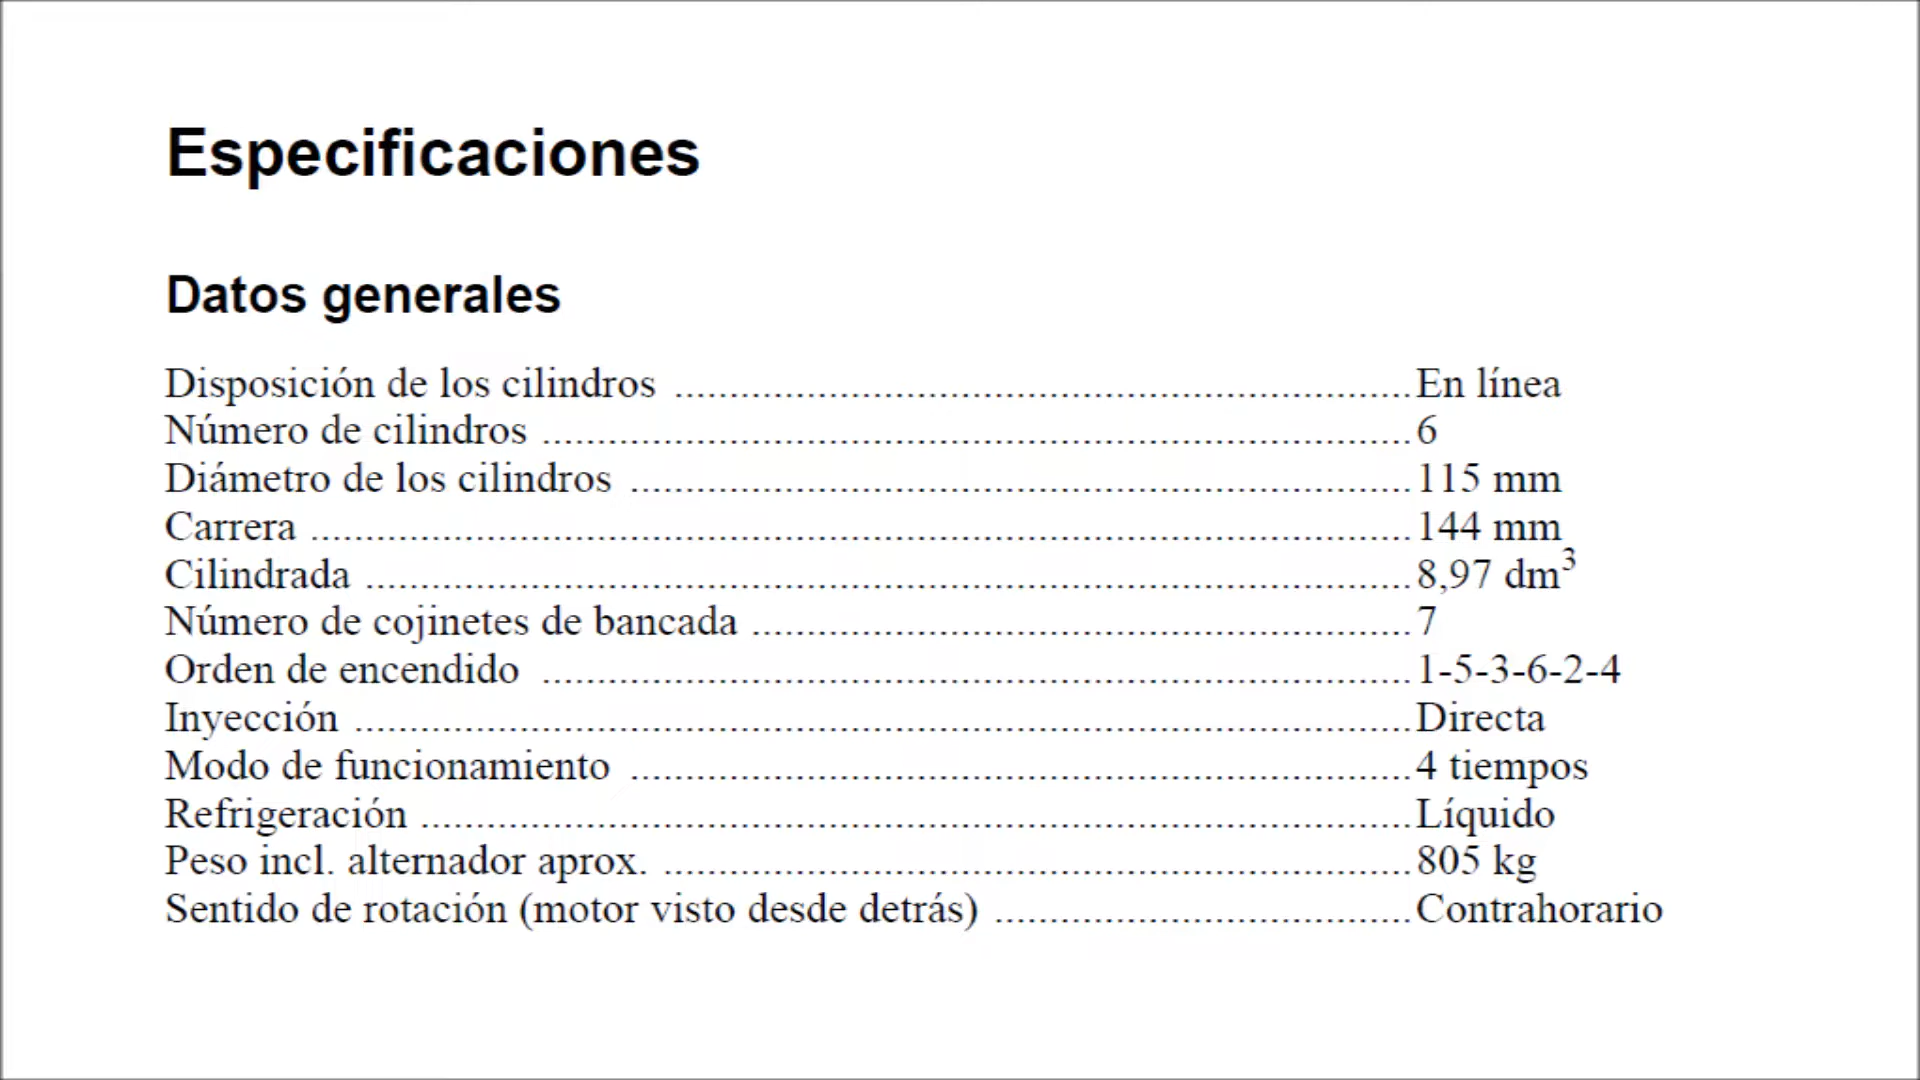 Especificaciones
Datos generales
Disposición de los cilindros ........................................................................ En línea
Número de cilindros ........................................................................ 6
Diámetro de los cilindros ........................................................................ 115 mm
Carrera ........................................................................ 144 mm
Cilindrada ........................................................................ 8,97 dm³
Número de cojinetes de bancada ........................................................................ 7
Orden de encendido ........................................................................ 1-5-3-6-2-4
Inyección ........................................................................ Directa
Modo de funcionamiento ........................................................................ 4 tiempos
Refrigeración ........................................................................ Líquido
Peso incl. alternador aprox. ........................................................................ 805 kg
Sentido de rotación (motor visto desde detrás) ........................................ Contrahorario